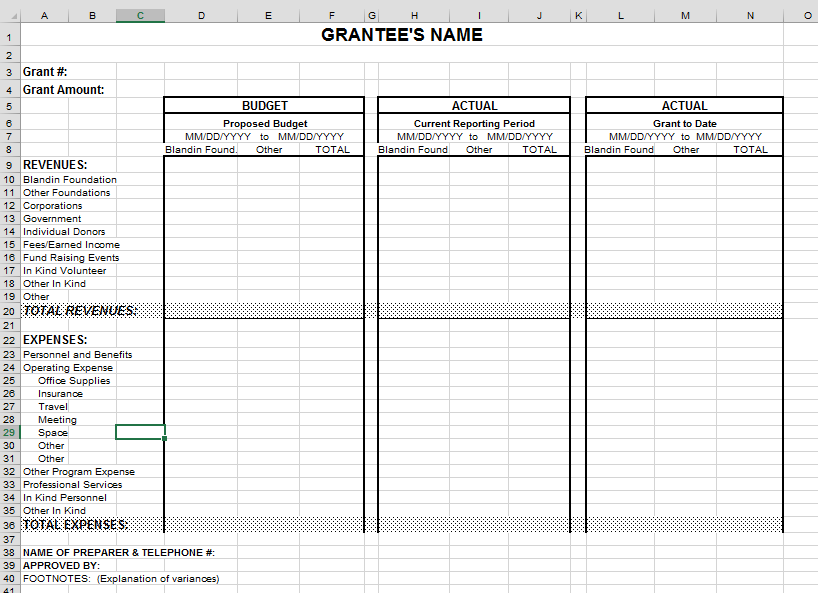 A B C D E F G H I J K L M N O
1 GRANTEE'S NAME
2
3 Grant #:
4 Grant Amount:
5 BUDGET ACTUAL ACTUAL
6 Proposed Budget Current Reporting Period Grant to Date
7 MM/DD/YYYY to MM/DD/YYYY MM/DD/YYYY to MM/DD/YYYY MM/DD/YYYY to MM/DD/YYYY
8 Blandin Found. Other TOTAL Blandin Found Other TOTAL Blandin Found Other TOTAL
9 REVENUES:
10 Blandin Foundation
11 Other Foundations
12 Corporations
13 Government
14 Individual Donors
15 Fees/Earned Income
16 Fund Raising Events
17 In Kind Volunteer
18 Other In Kind
19 Other
20 TOTAL REVENUES:
21
22 EXPENSES:
23 Personnel and Benefits
24 Operating Expense
25 Office Supplies
26 Insurance
27 Travel
28 Meeting
29 Space
30 Other
31 Other
32 Other Program Expense
33 Professional Services
34 In Kind Personnel
35 Other In Kind
36 TOTAL EXPENSES:
37
38 NAME OF PREPARER & TELEPHONE #:
39 APPROVED BY:
40 FOOTNOTES: (Explanation of variances)
41